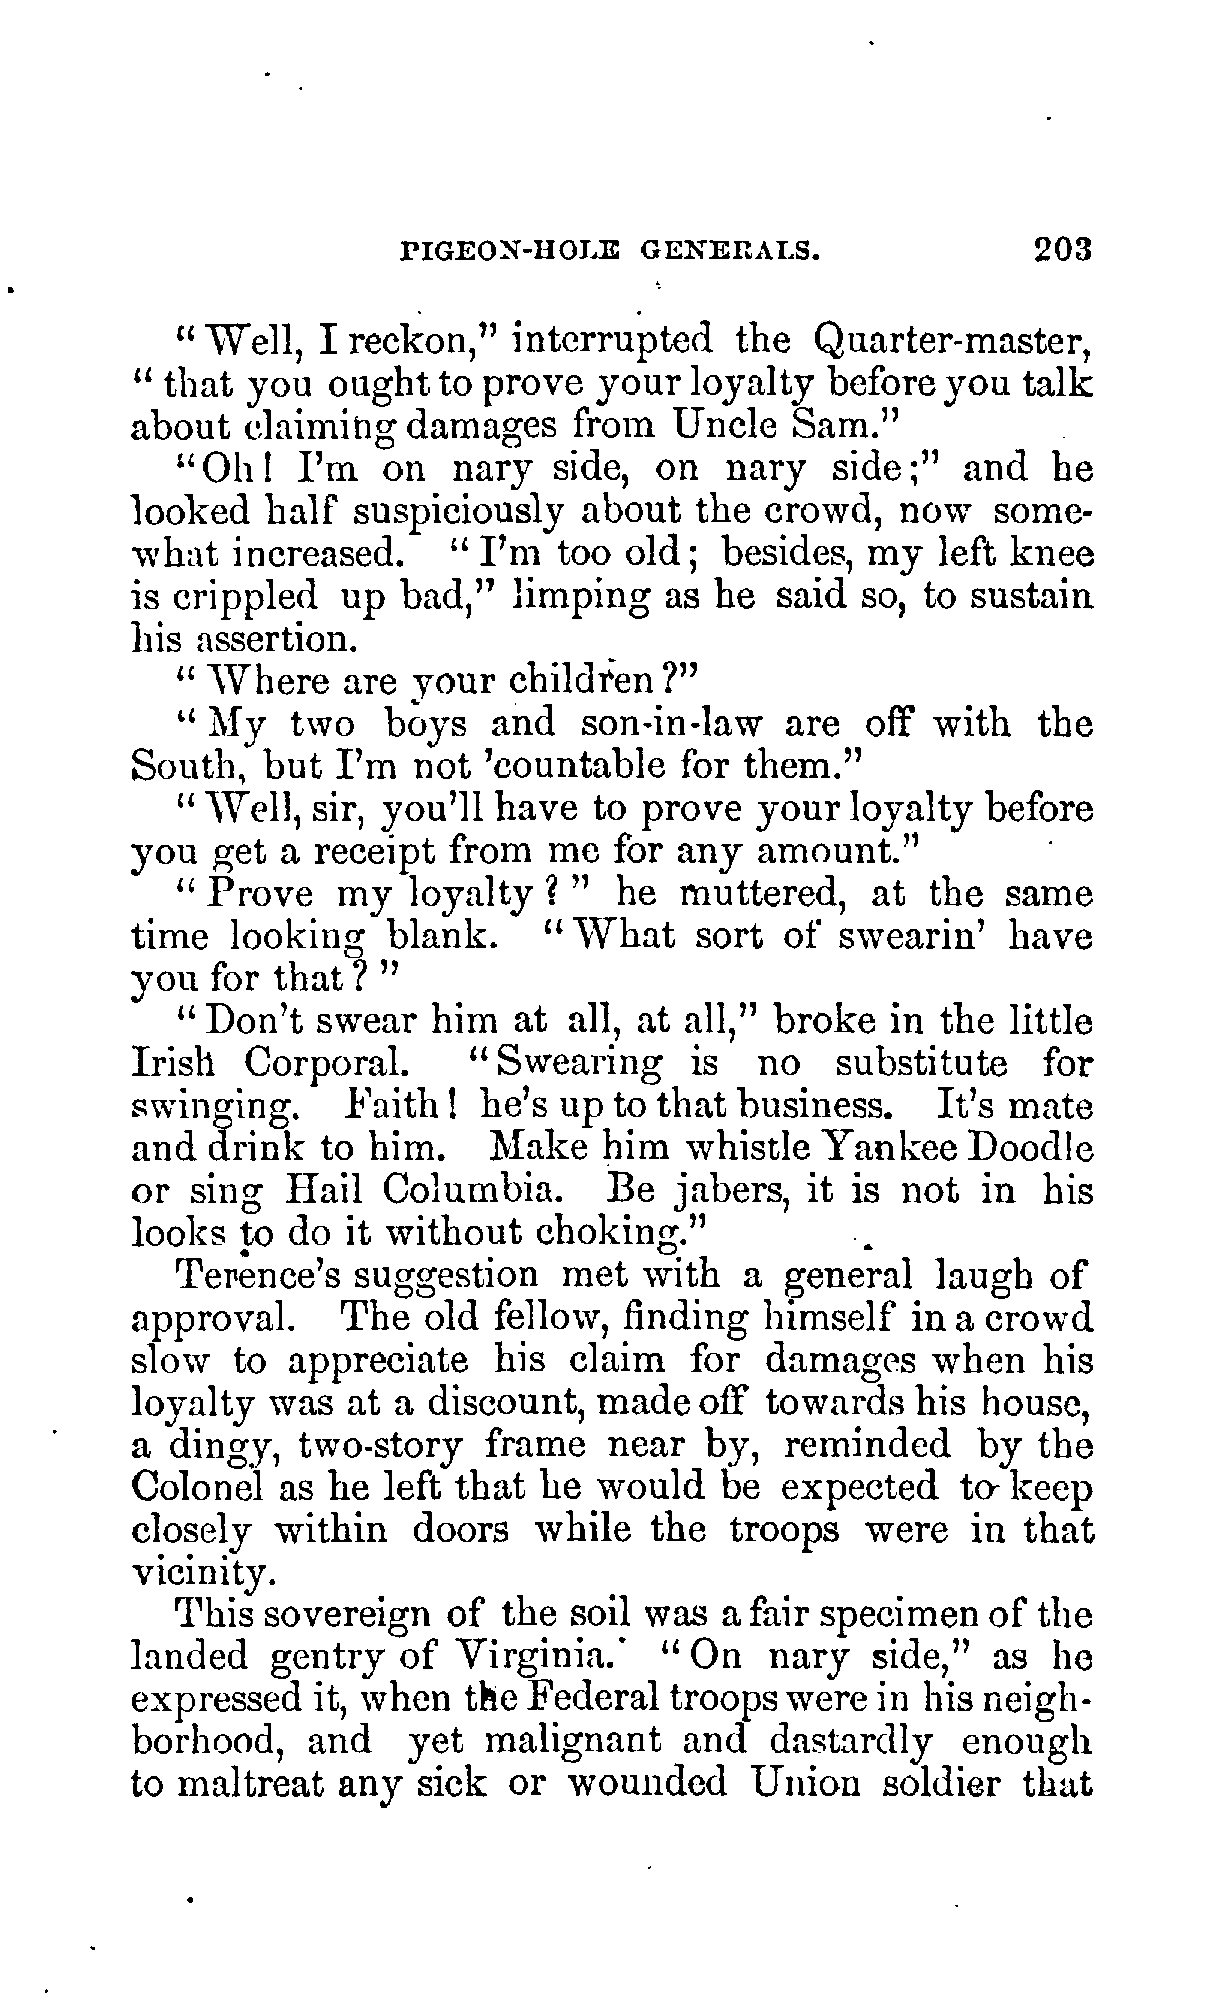 PIGEON-HOLE GENERALS. 203
"Well, I reckon," interrupted the Quarter-master,
"that you ought to prove your loyalty before you talk
about claiming damages from Uncle Sam."
"Oh! I'm on nary side, on nary side;" and he
looked half suspiciously about the crowd, now some-
what increased. "I'm too old; besides, my left knee
is crippled up bad," limping as he said so, to sustain
his assertion.
"Where are your children?"
"My two boys and son-in-law are off with the
South, but I'm not 'countable for them."
"Well, sir, you'll have to prove your loyalty before
you get a receipt from me for any amount."
"Prove my loyalty?" he muttered, at the same
time looking blank. "What sort of swearin' have
you for that?"
"Don't swear him at all, at all," broke in the little
Irish Corporal. "Swearing is no substitute for
swinging. Faith! he's up to that business. It's mate
and drink to him. Make him whistle Yankee Doodle
or sing Hail Columbia. Be jabers, it is not in his
looks to do it without choking."
Terence's suggestion met with a general laugh of
approval. The old fellow, finding himself in a crowd
slow to appreciate his claim for damages when his
loyalty was at a discount, made off towards his house,
a dingy, two-story frame near by, reminded by the
Colonel as he left that he would be expected to keep
closely within doors while the troops were in that
vicinity.
This sovereign of the soil was a fair specimen of the
landed gentry of Virginia. "On nary side," as he
expressed it, when the Federal troops were in his neigh-
borhood, and yet malignant and dastardly enough
to maltreat any sick or wounded Union soldier that